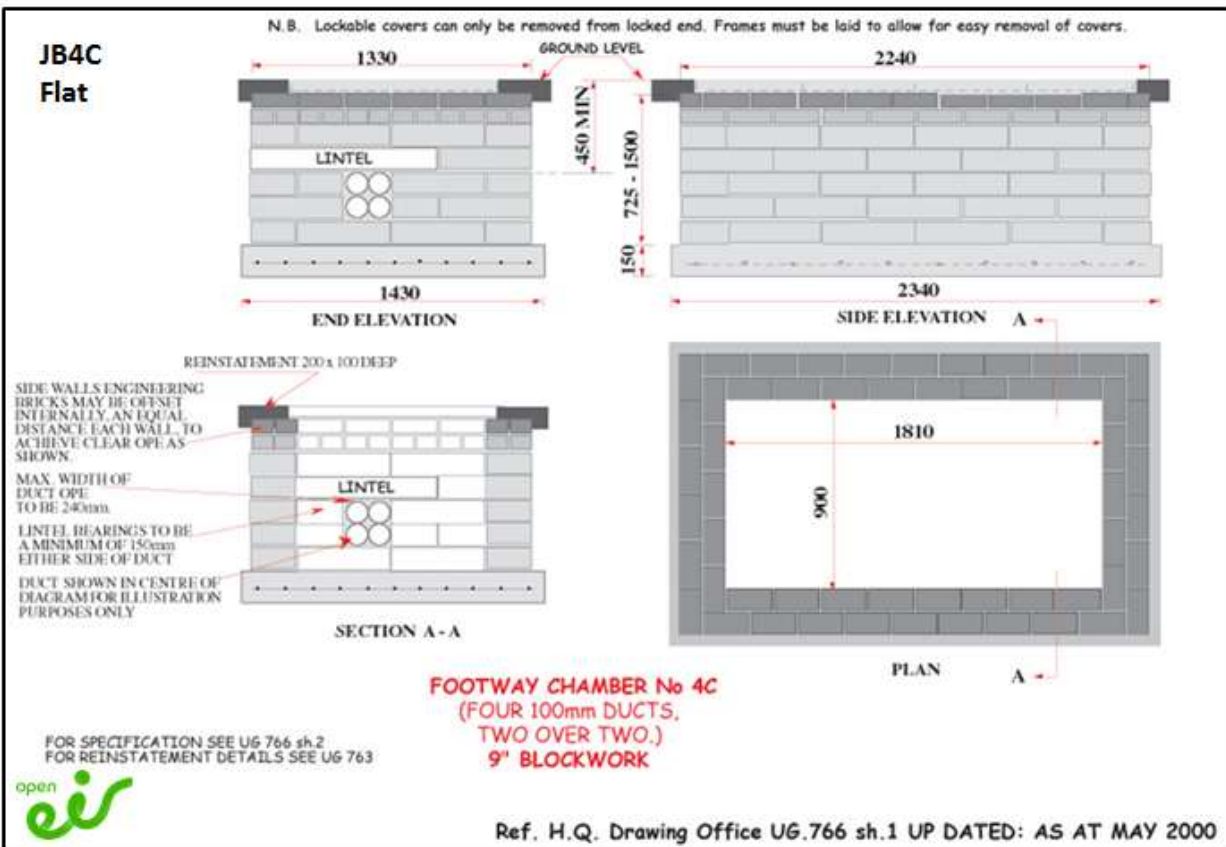 N.B. Lockable covers can only be removed from locked end. Frames must be laid to allow for easy removal of covers.
JB4C
Flat
1330
GROUND LEVEL
2240
450 MIN
725 - 1500
150
LINTEL
1430
END ELEVATION
2340
SIDE ELEVATION
A
REINSTATEMENT 200 x 100 DEEP
SIDE WALLS ENGINEERING
BRICKS MAY BE OFFSET
INTERNALLY, AN EQUAL
DISTANCE EACH WALL, TO
ACHIEVE CLEAR OPE AS
SHOWN.
MAX. WIDTH OF
DUCT OPE
TO BE 240mm.
LINTEL BEARINGS TO BE
A MINIMUM OF 150mm
EITHER SIDE OF DUCT
DUCT SHOWN IN CENTRE OF
DIAGRAM FOR ILLUSTRATION
PURPOSES ONLY
LINTEL
SECTION A - A
1810
900
PLAN
A
FOOTWAY CHAMBER No 4C
(FOUR 100mm DUCTS,
TWO OVER TWO.)
9" BLOCKWORK
FOR SPECIFICATION SEE UG 766 sh.2
FOR REINSTATEMENT DETAILS SEE UG 763
open
eir
Ref. H.Q. Drawing Office UG.766 sh.1 UP DATED: AS AT MAY 2000